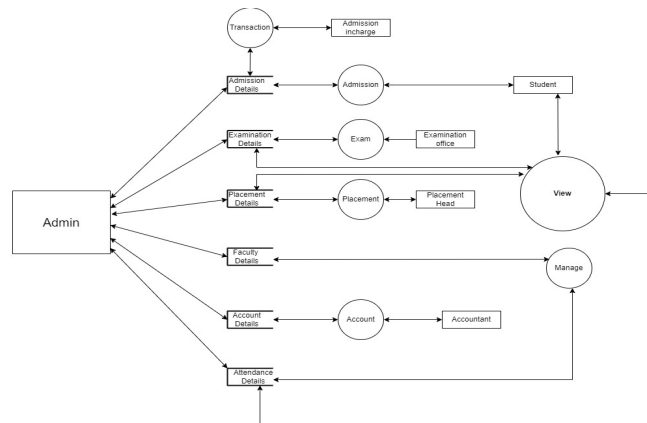 Transaction
Admission
incharge
Admission
Details
Admission
Student
Examination
Details
Exam
Examination
office
View
Placement
Details
Placement
Placement
Head
Admin
Faculty
Details
Manage
Account
Details
Account
Accountant
Attendance
Details